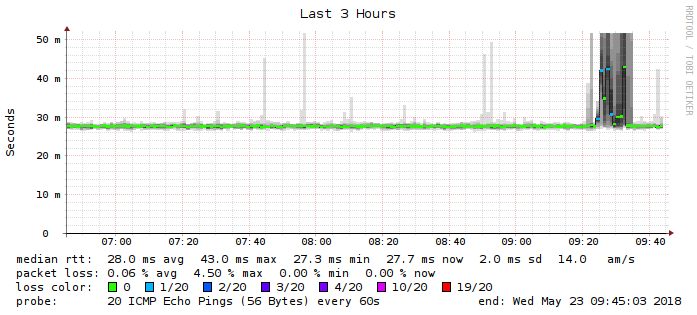 Last 3 Hours
RRDTOOL / TOBI OETIKER
Seconds
50 m
40 m
30 m
20 m
10 m
0
07:00 07:20 07:40 08:00 08:20 08:40 09:00 09:20 09:40
median rtt: 28.0 ms avg 43.0 ms max 27.3 ms min 27.7 ms now 2.0 ms sd 14.0 am/s
packet loss: 0.06 % avg 4.50 % max 0.00 % min 0.00 % now
loss color: 0 1/20 2/20 3/20 4/20 10/20 19/20
probe: 20 ICMP Echo Pings (56 Bytes) every 60s end: Wed May 23 09:45:03 2018